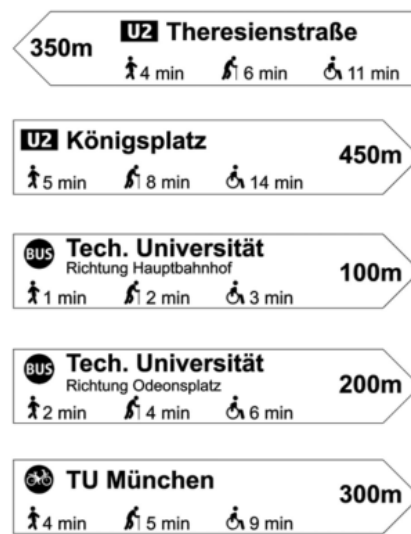 350m
U2 Theresienstraße
4 min 6 min 11 min
U2 Königsplatz
450m
5 min 8 min 14 min
BUS Tech. Universität
Richtung Hauptbahnhof
100m
1 min 2 min 3 min
BUS Tech. Universität
Richtung Odeonsplatz
200m
2 min 4 min 6 min
TU München
300m
4 min 5 min 9 min